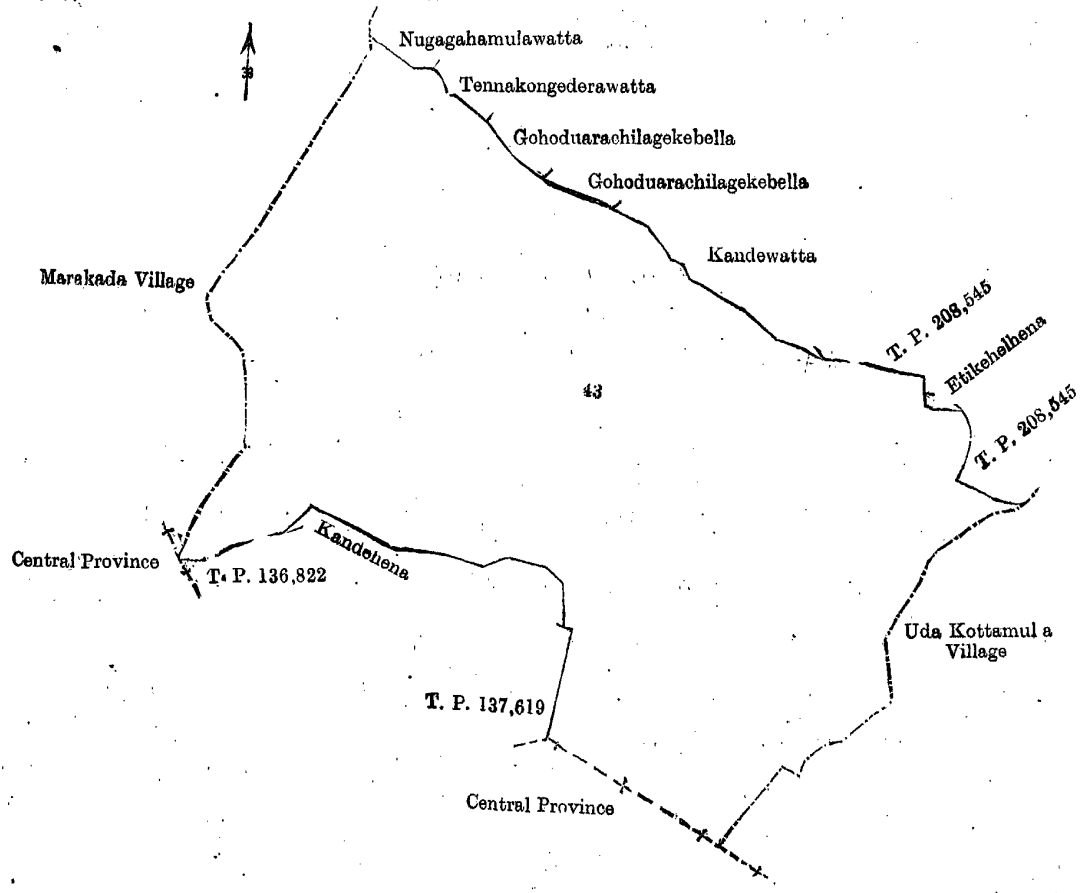 Nugagahamulawatta
Tennakongederawatta
Gohoduarachilagekebella
Gohoduarachilagekebella
Kandewatta
Marakada Village
T. P. 208,545
Etikehelhena
43
T. P. 208,545
Kandehena
Central Province
T. P. 136,822
Uda Kottamula
Village
T. P. 137,619
Central Province